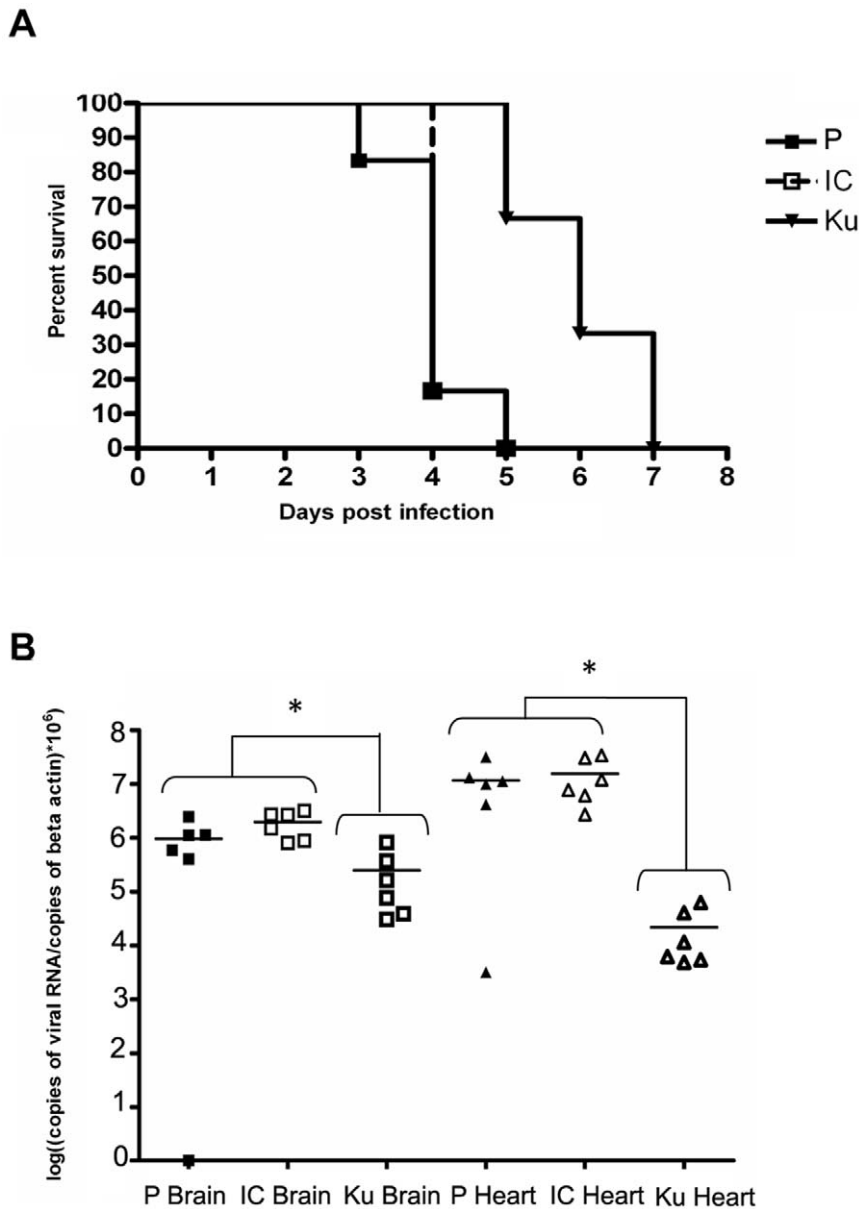 A
100
90
80
70
60
50
40
30
20
10
0
Percent survival
0 1 2 3 4 5 6 7 8
Days post infection
P
IC
Ku
B
log((copies of viral RNA/copies of beta actin)*10⁶)
8
7
6
5
4
3
2
1
0
*
*
P Brain IC Brain Ku Brain P Heart IC Heart Ku Heart